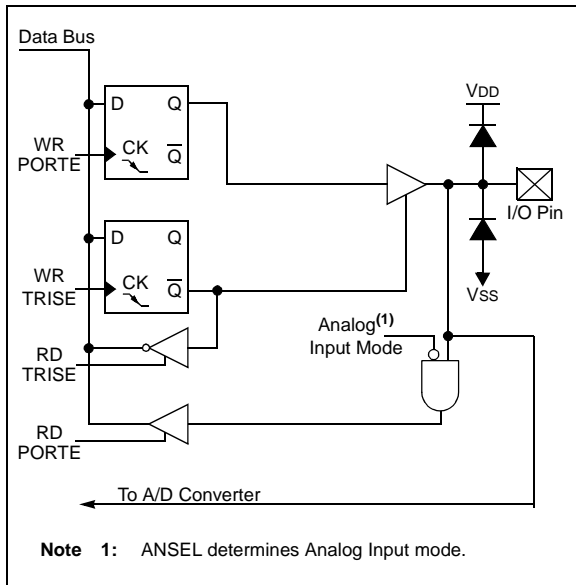 Data Bus
D Q
WR
PORTE
CK
Q
VDD
I/O Pin
VSS
D Q
WR
TRISE
CK
Q
RD
TRISE
Analog(1)
Input Mode
RD
PORTE
To A/D Converter
Note 1: ANSEL determines Analog Input mode.